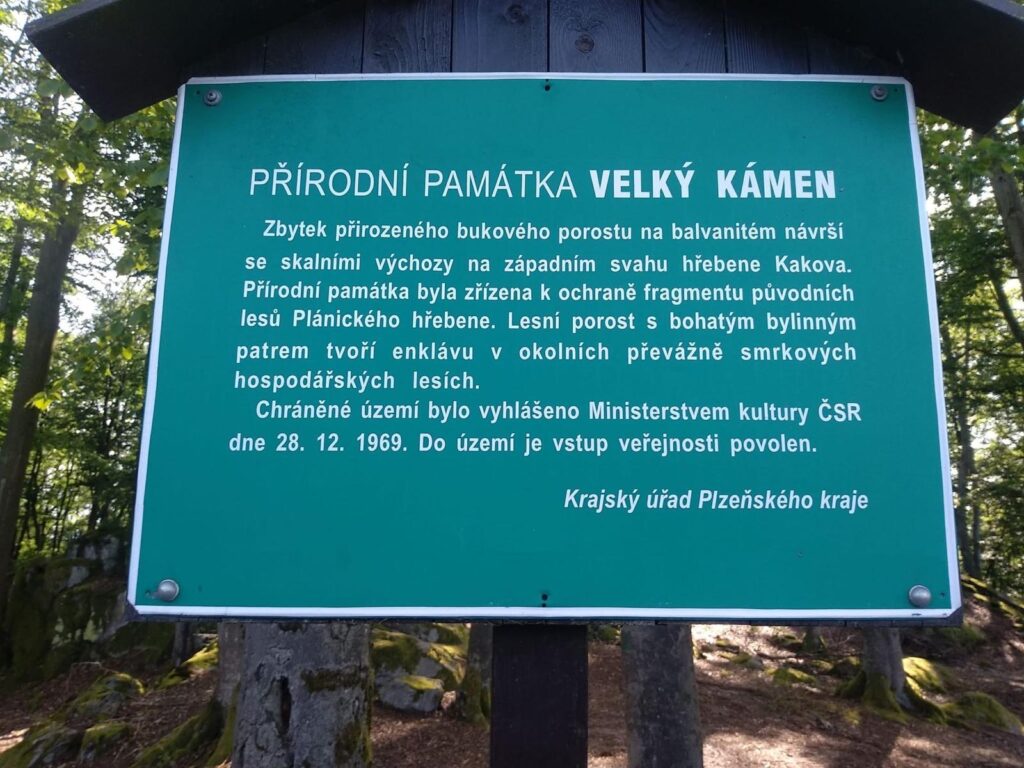 PŘÍRODNÍ PAMÁTKA VELKÝ KÁMEN
Zbytek přirozeného bukového porostu na balvanitém návrší
se skalními výchozy na západním svahu hřebene Kakova.
Přírodní památka byla zřízena k ochraně fragmentu původních
lesů Plánického hřebene. Lesní porost s bohatým bylinným
patrem tvoří enklávu v okolních převážně smrkových
hospodářských lesích.
Chráněné území bylo vyhlášeno Ministerstvem kultury ČSR
dne 28. 12. 1969. Do území je vstup veřejnosti povolen.
Krajský úřad Plzeňského kraje